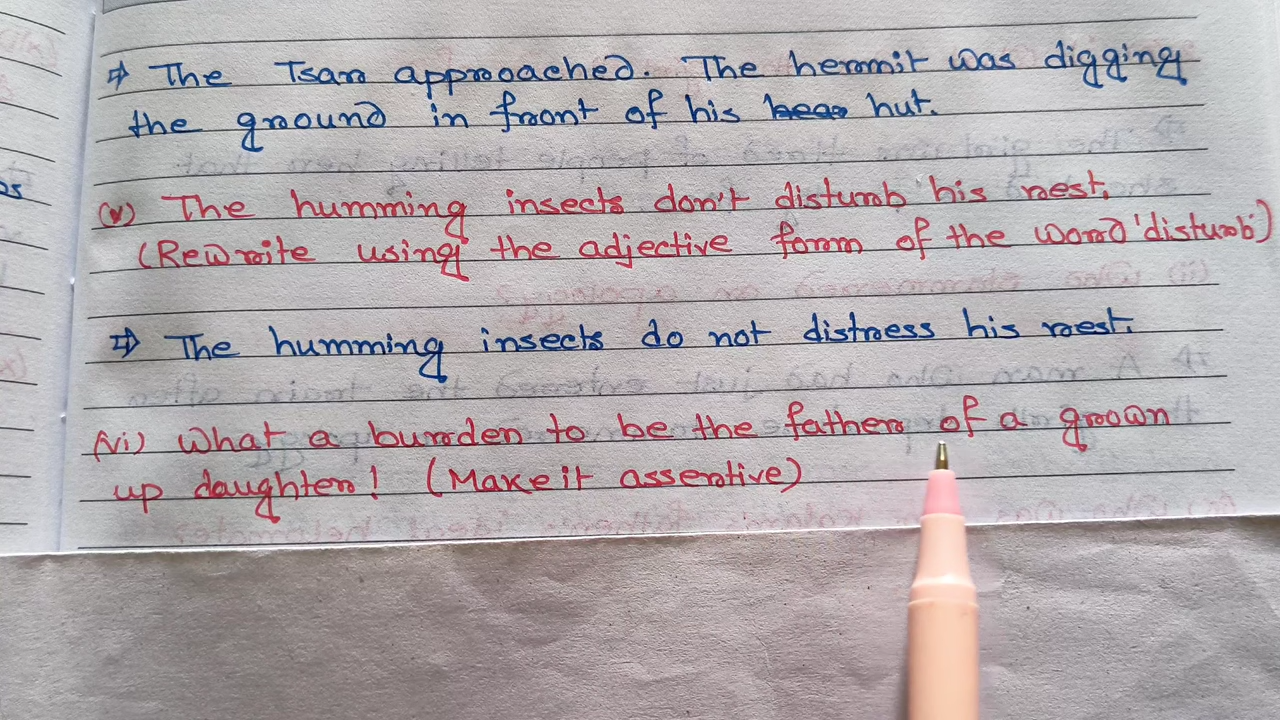 ⇒ The Tsar approached. The hermit was digging
the ground in front of his hut.
(v) The humming insects don't disturb his rest.
(Rewrite using the adjective form of the word 'disturb')
⇒ The humming insects do not distress his rest.
(vi) What a burden to be the father of a grown
up daughter! (Make it assertive)